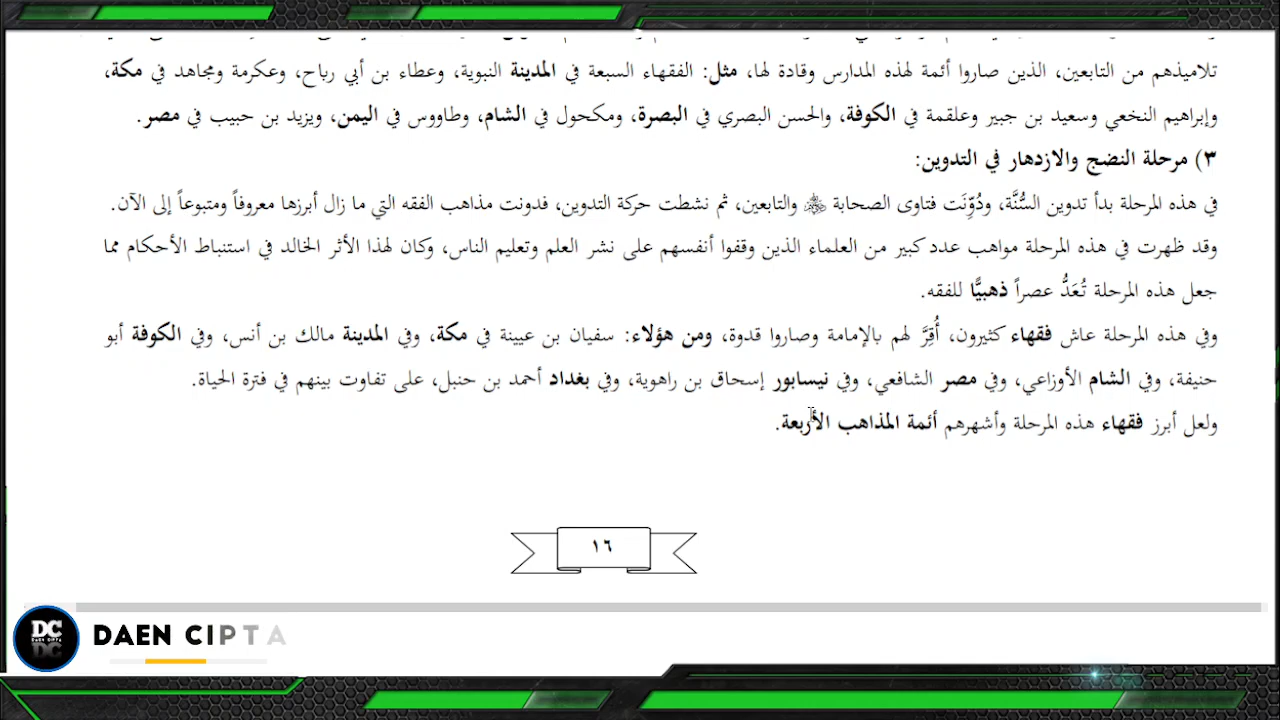 تلاميذهم من التابعين، الذين صاروا أئمة لهذه المدارس وقادة لها، مثل: الفقهاء السبعة في المدينة النبوية، وعطاء بن أبي رباح، وعكرمة ومجاهد في مكة،
وإبراهيم النخعي وسعيد بن جبير وعلقمة في الكوفة، والحسن البصري في البصرة، ومكحول في الشام، وطاووس في اليمن، ويزيد بن حبيب في مصر.
٣) مرحلة النضج والازدهار في التدوين:
في هذه المرحلة بدأ تدوين السُّنَّة، ودُوِّنَت فتاوى الصحابة ﷺ والتابعين، ثم نشطت حركة التدوين، فدونت مذاهب الفقه التي ما زال أبرزها معروفاً ومتبوعاً إلى الآن.
وقد ظهرت في هذه المرحلة مواهب عدد كبير من العلماء الذين وقفوا أنفسهم على نشر العلم وتعليم الناس، وكان لهذا الأثر الخالد في استنباط الأحكام مما
جعل هذه المرحلة تُعَدُّ عصراً ذهبيًّا للفقه.
وفي هذه المرحلة عاش فقهاء كثيرون، أُقِرَّ لهم بالإمامة وصاروا قدوة، ومن هؤلاء: سفيان بن عيينة في مكة، وفي المدينة مالك بن أنس، وفي الكوفة أبو
حنيفة، وفي الشام الأوزاعي، وفي مصر الشافعي، وفي نيسابور إسحاق بن راهوية، وفي بغداد أحمد بن حنبل، على تفاوت بينهم في فترة الحياة.
ولعل أبرز فقهاء هذه المرحلة وأشهرهم أئمة المذاهب الأربعة.
١٦
DC
DAEN CIPTA
DAEN CIPTA